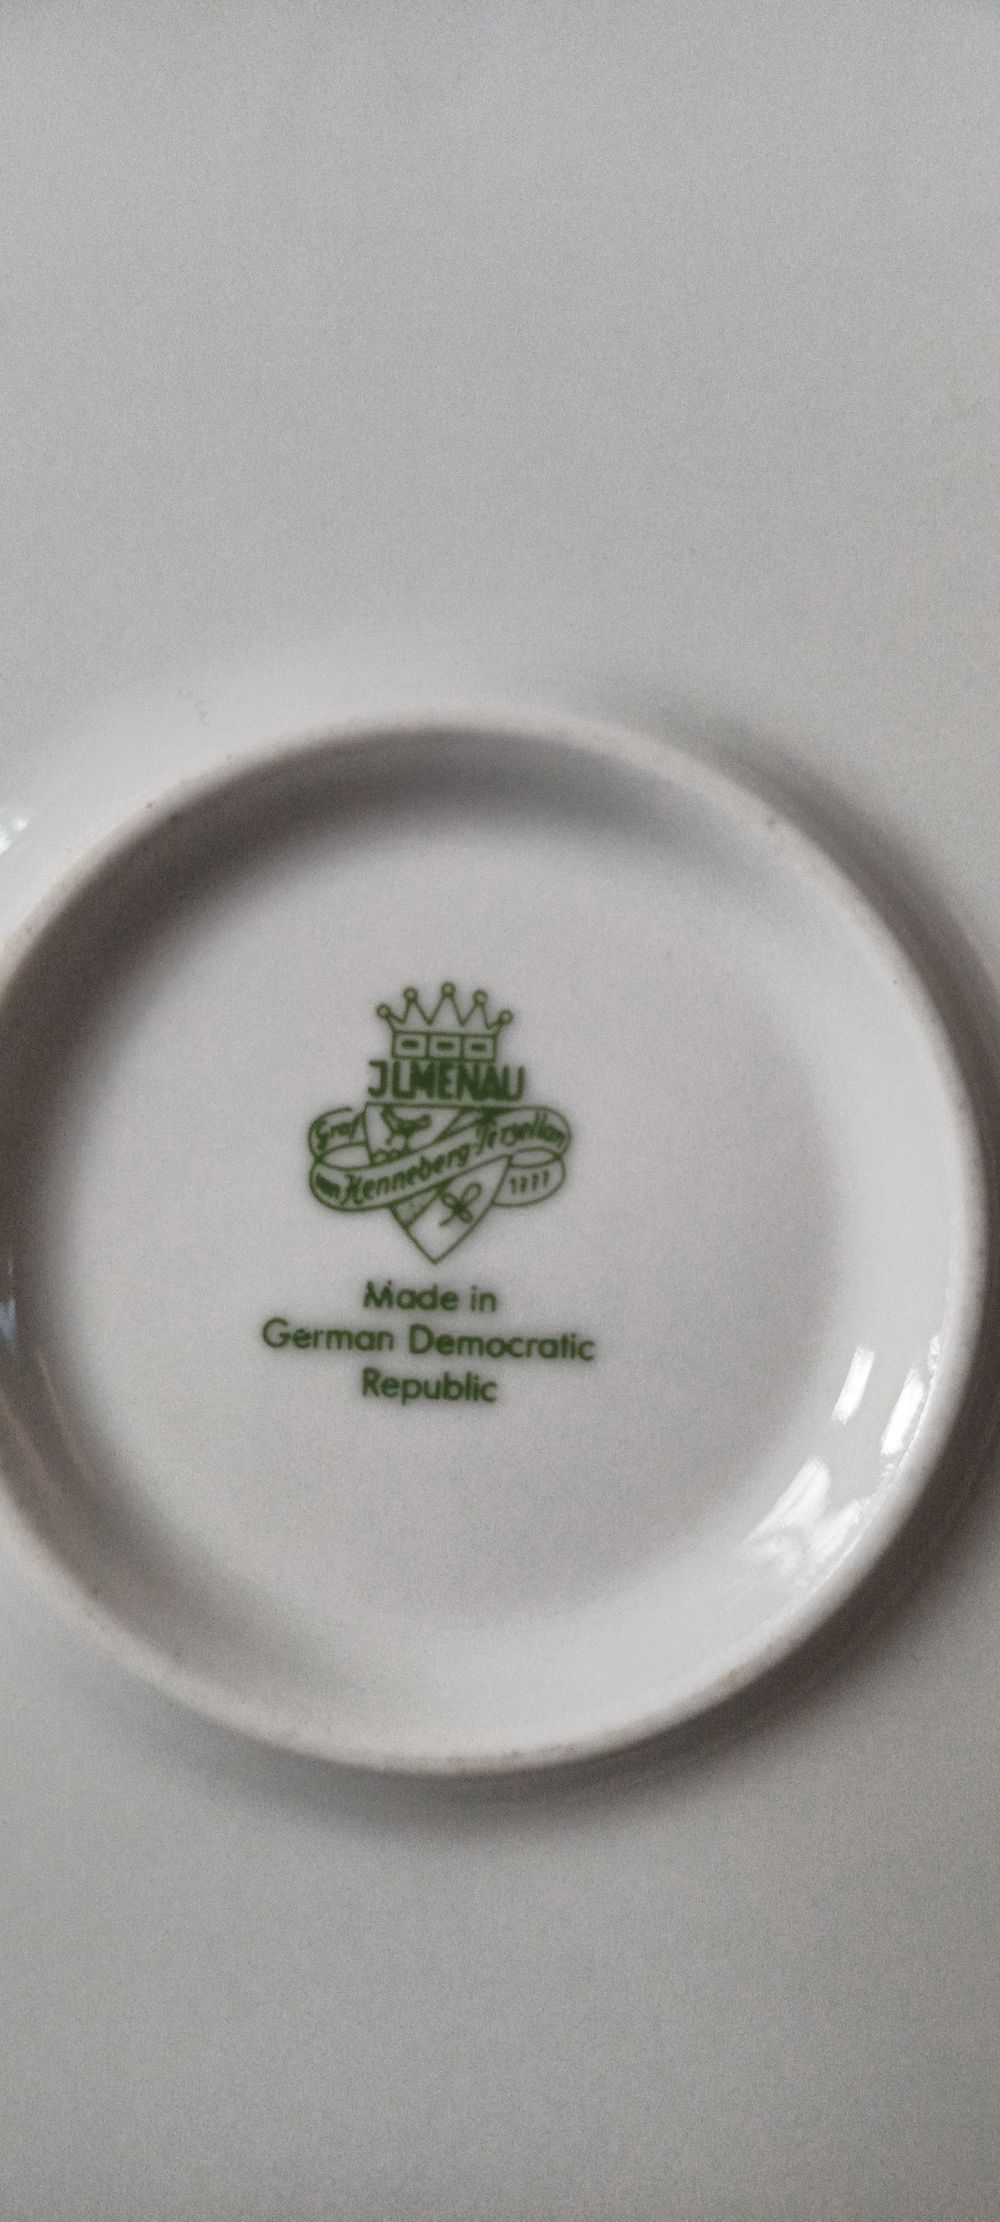 JLMENAU
Graf
von Henneberg Porzellan
1777
Made in
German Democratic
Republic